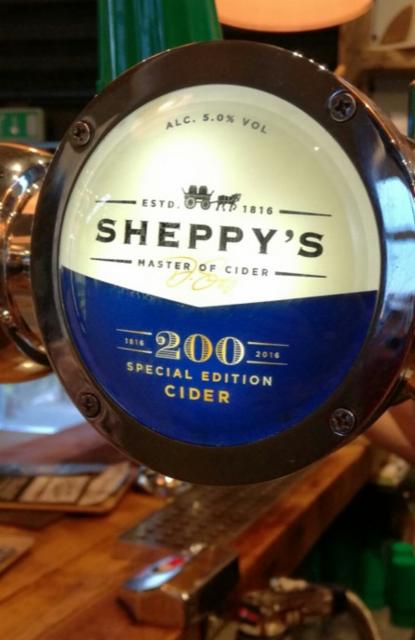 ALC. 5.0% VOL
ESTD. 1816
SHEPPY'S
MASTER OF CIDER
1816 200 2016
SPECIAL EDITION
CIDER